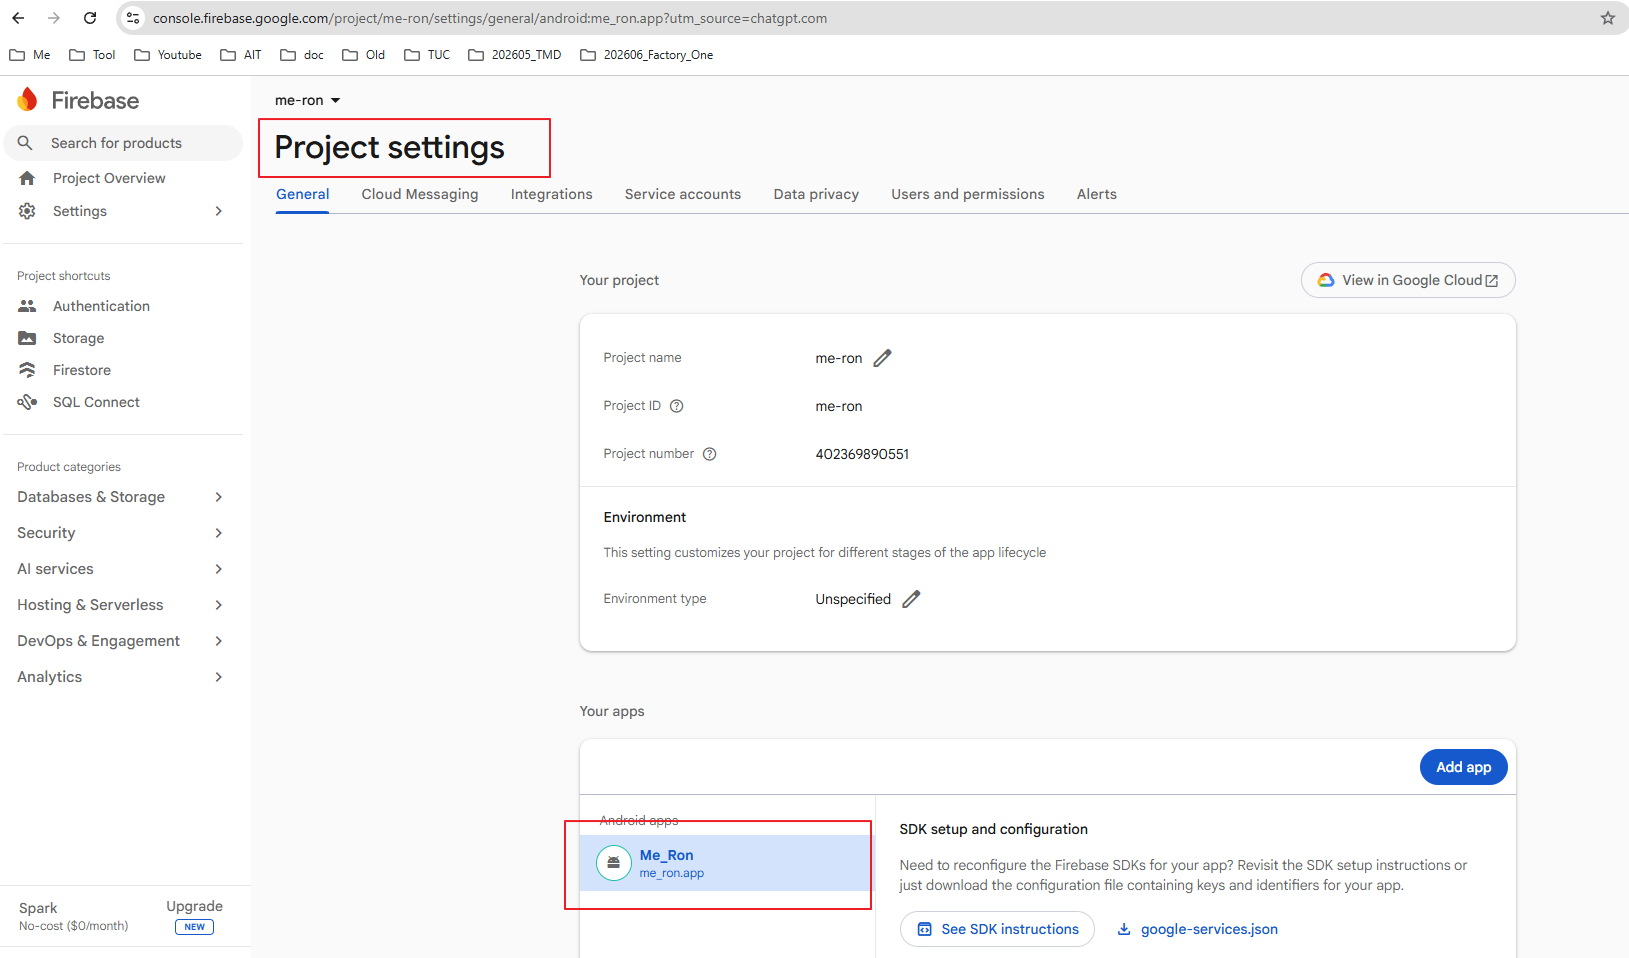 console.firebase.google.com/project/me-ron/settings/general/android:me_ron.app?utm_source=chatgpt.com
Me Tool Youtube AIT doc Old TUC 202605_TMD 202606_Factory_One
Firebase
Search for products
Project Overview
Settings
Project shortcuts
Authentication
Storage
Firestore
SQL Connect
Product categories
Databases & Storage
Security
AI services
Hosting & Serverless
DevOps & Engagement
Analytics
Spark
No-cost ($0/month)
Upgrade
NEW
me-ron
Project settings
General Cloud Messaging Integrations Service accounts Data privacy Users and permissions Alerts
Your project
View in Google Cloud
Project name me-ron
Project ID me-ron
Project number 402369890551
Environment
This setting customizes your project for different stages of the app lifecycle
Environment type Unspecified
Your apps
Add app
Android apps
Me_Ron
me_ron.app
SDK setup and configuration
Need to reconfigure the Firebase SDKs for your app? Revisit the SDK setup instructions or
just download the configuration file containing keys and identifiers for your app.
See SDK instructions
google-services.json